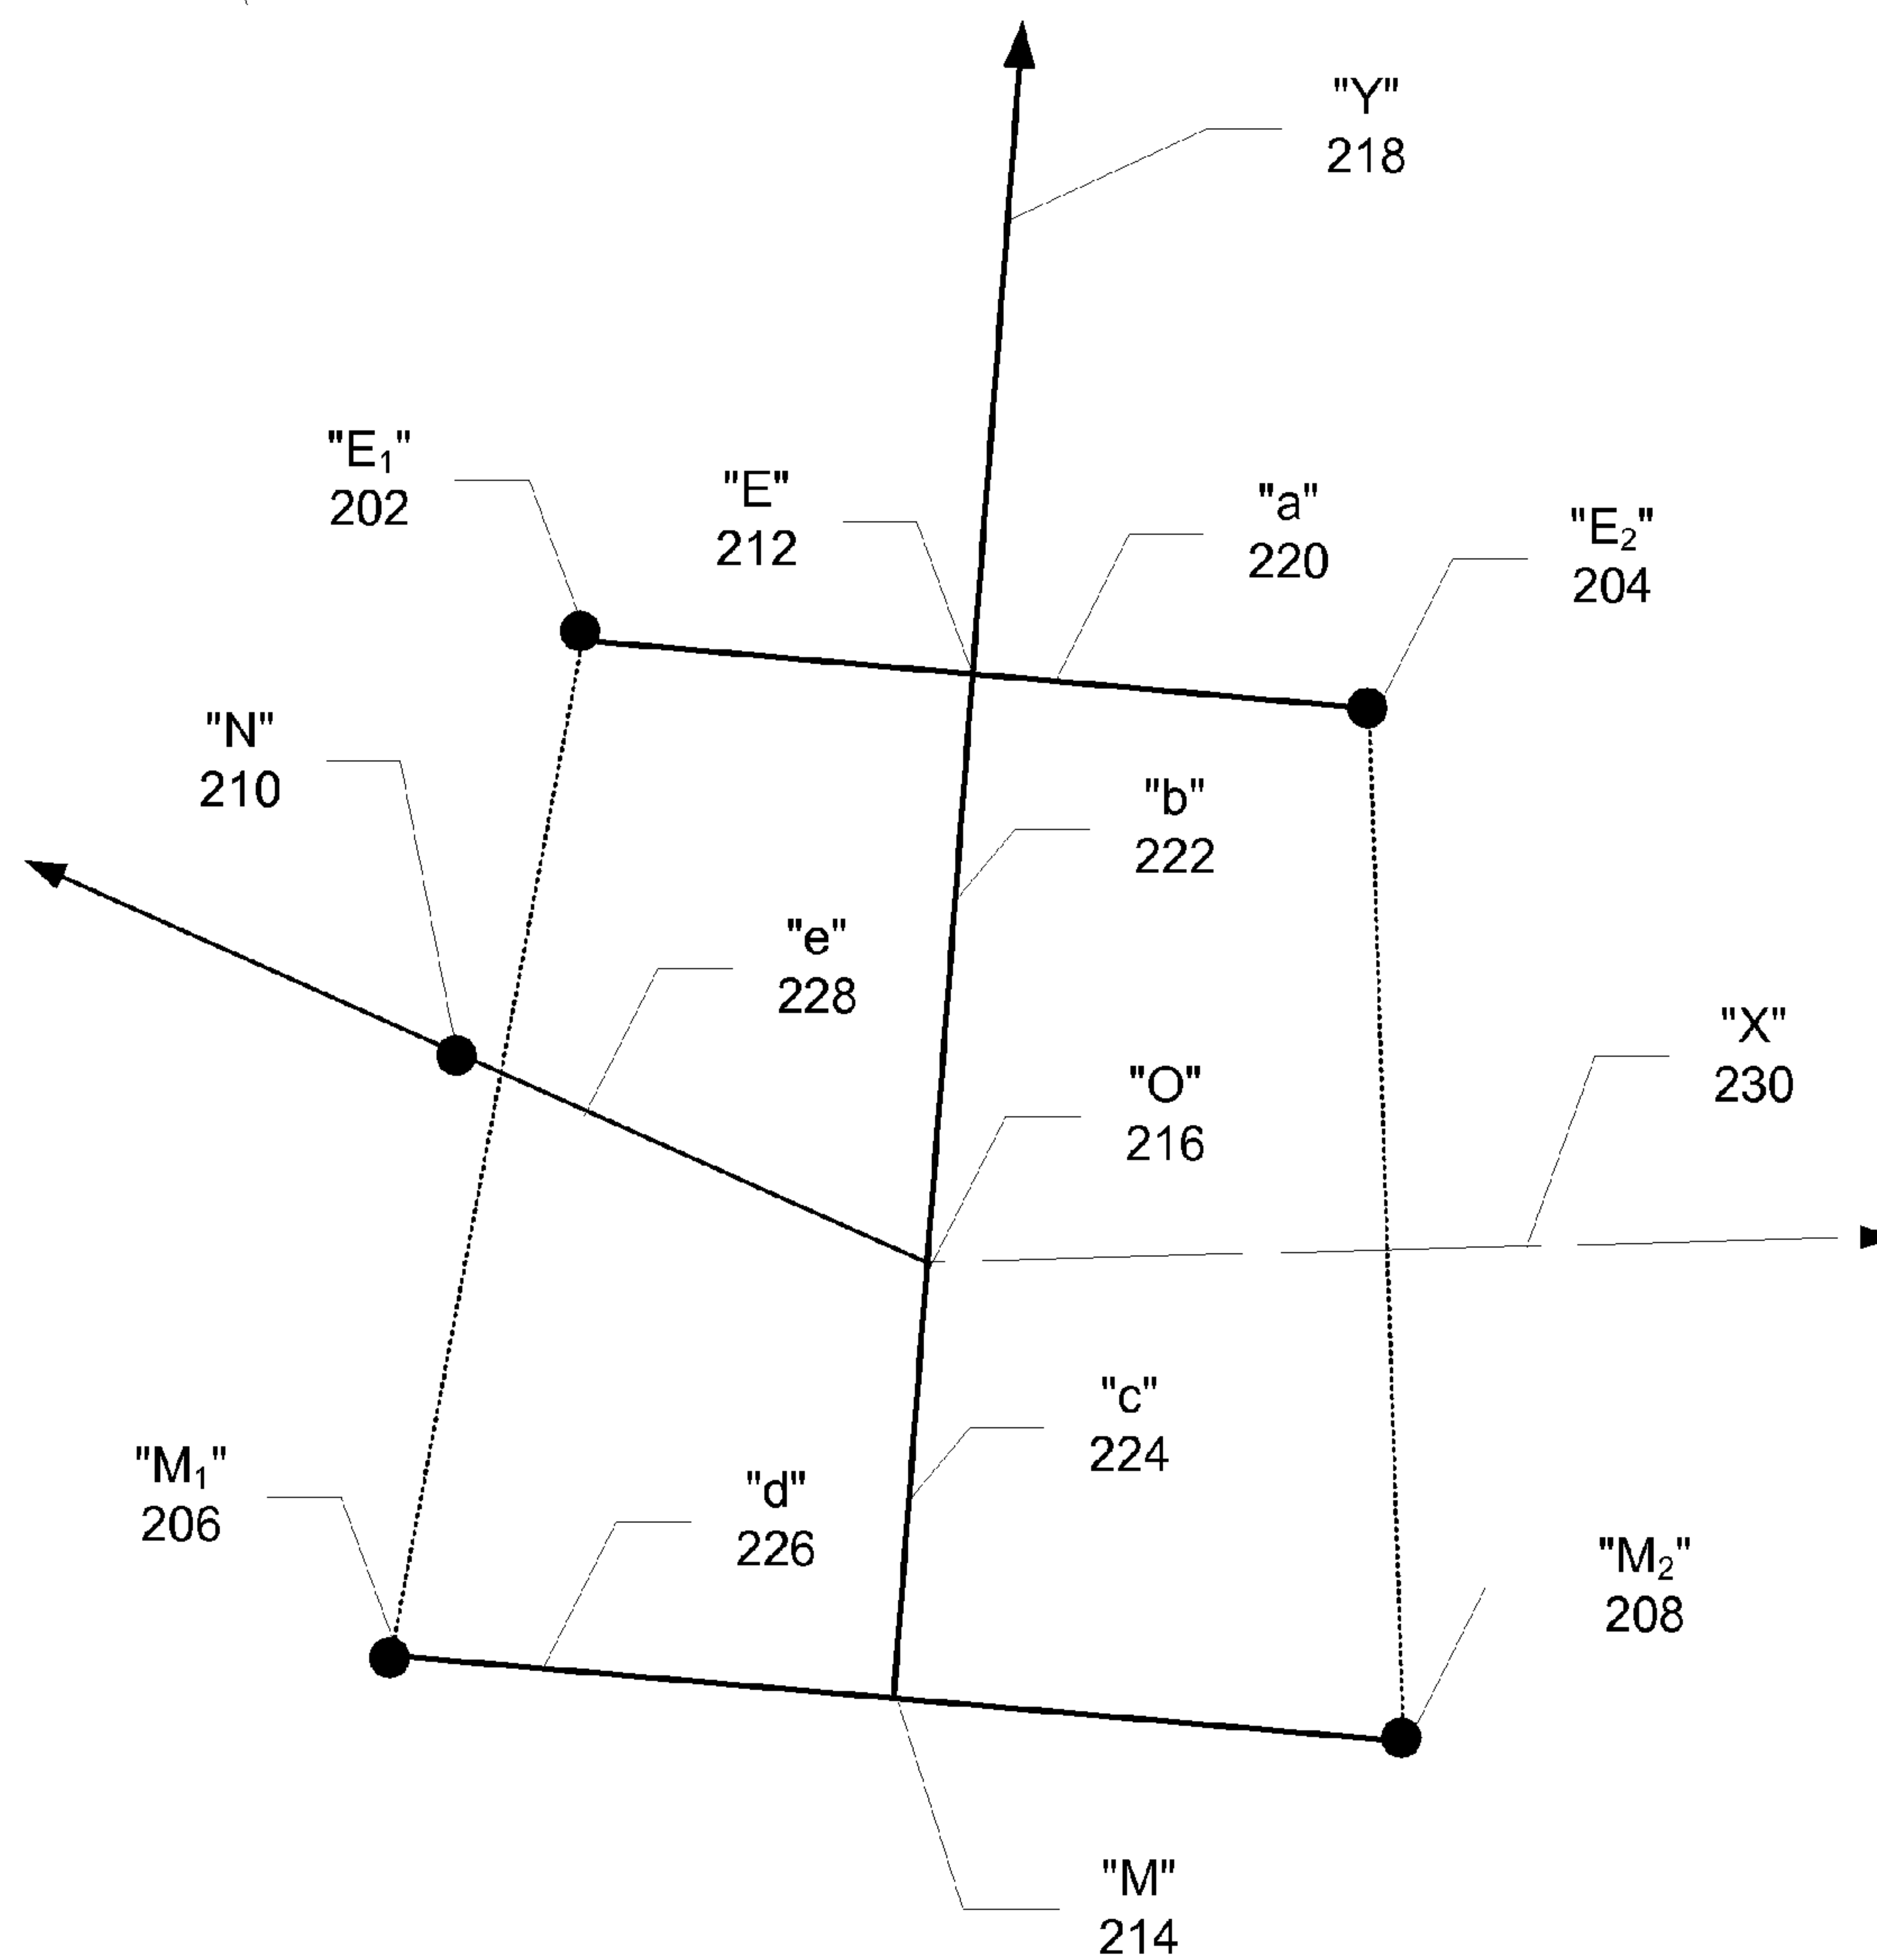 "Y"
218
"E₁"
202
"E"
212
"a"
220
"E₂"
204
"N"
210
"b"
222
"e"
228
"X"
230
"O"
216
"c"
224
"M₁"
206
"d"
226
"M₂"
208
"M"
214